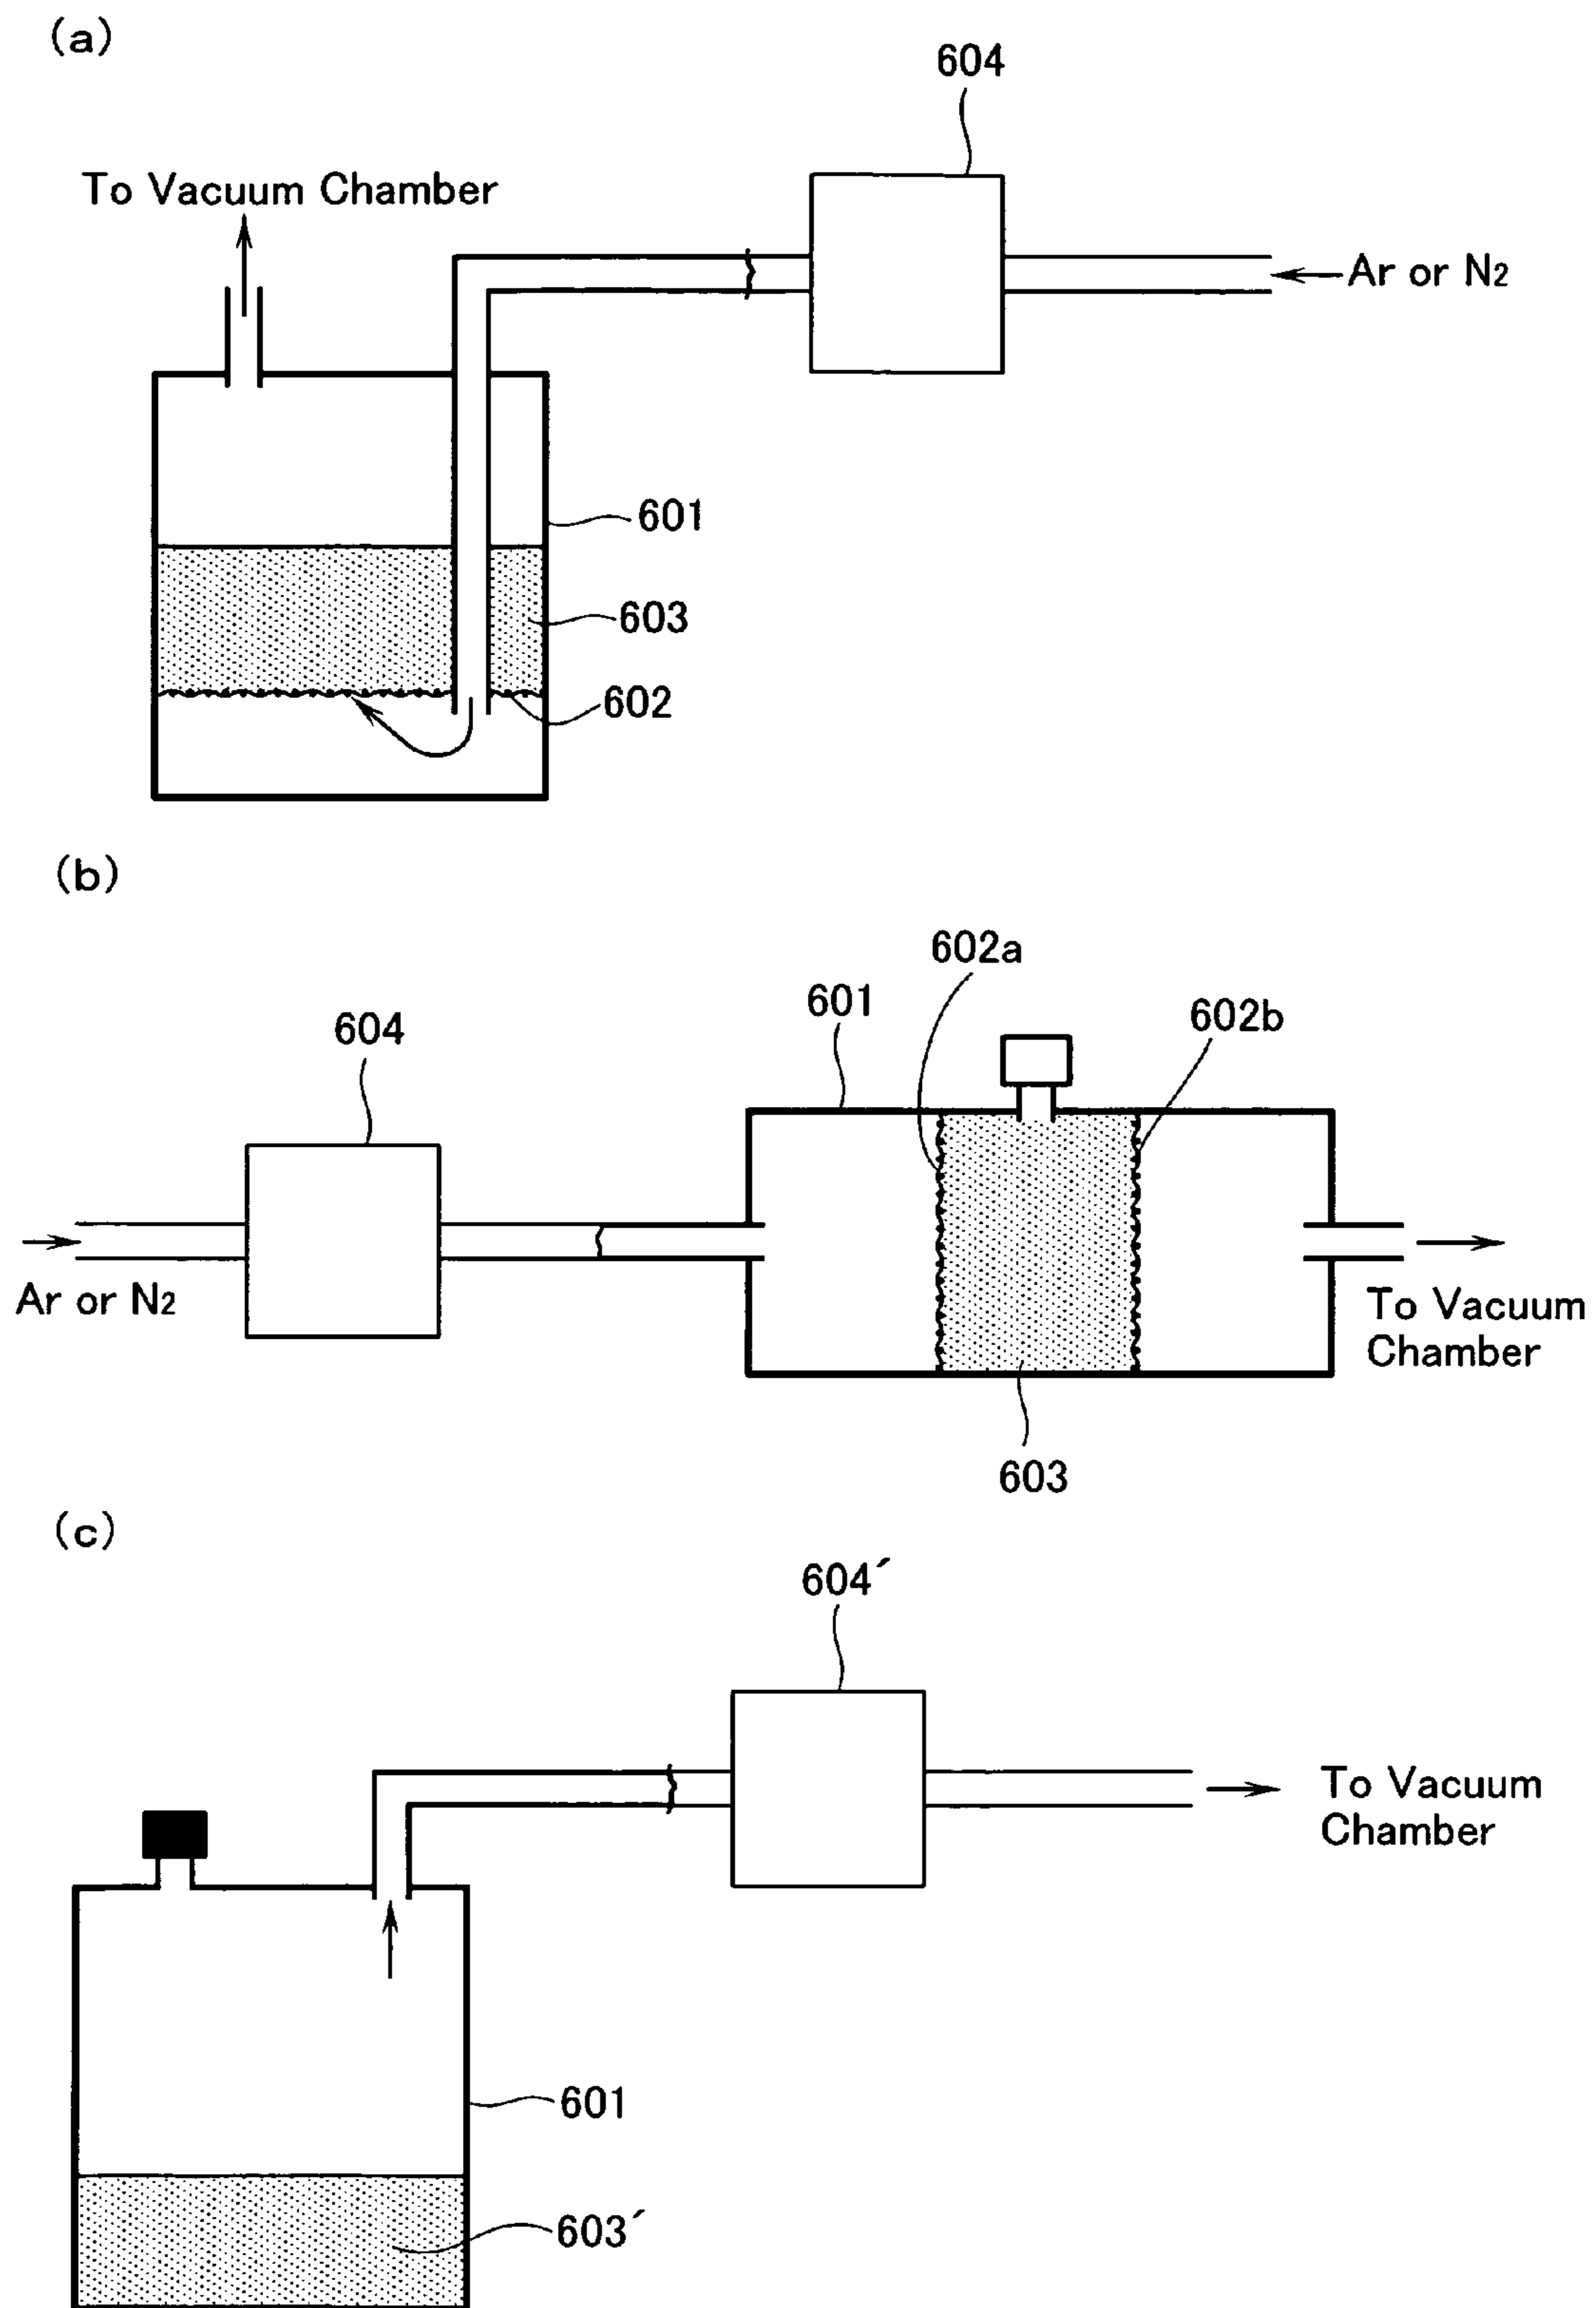 (a)
604
To Vacuum Chamber
Ar or N2
601
603
602
(b)
602a
601
602b
604
Ar or N2
To Vacuum
Chamber
603
(c)
604´
To Vacuum
Chamber
601
603´